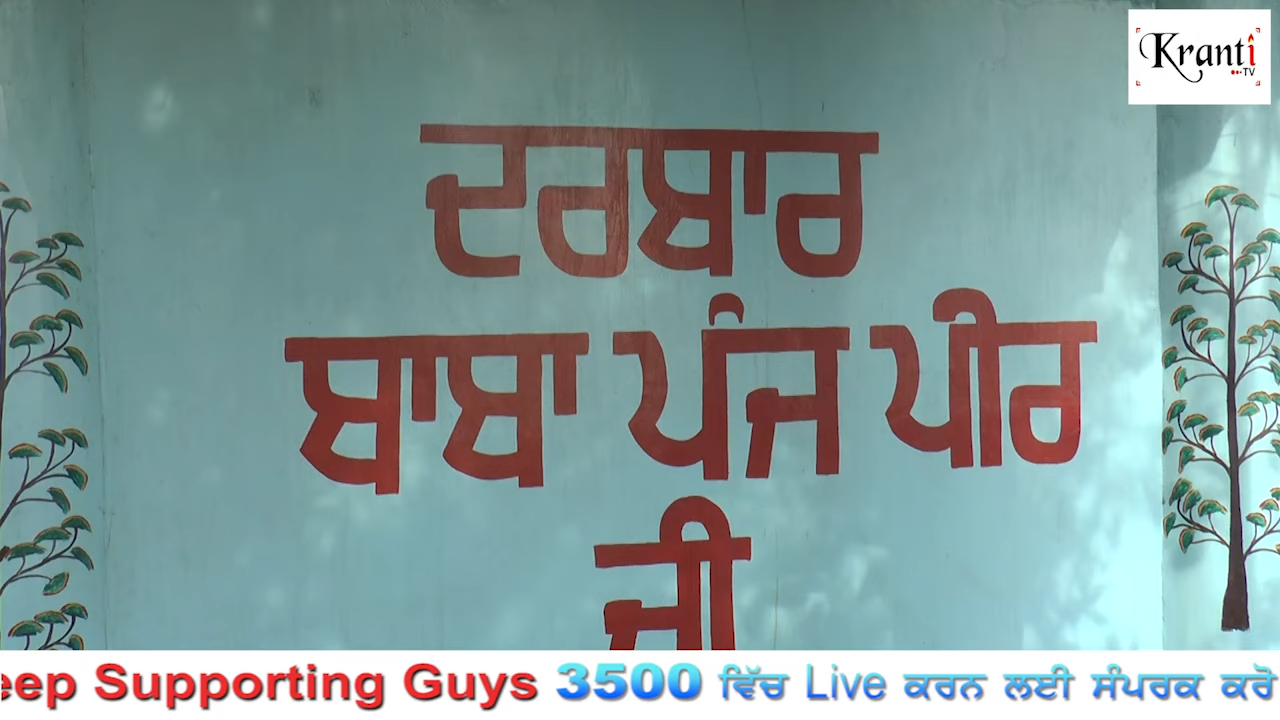 Kranti
TV
ਦਰਬਾਰ
ਬਾਬਾ ਪੰਜ ਪੀਰ
ਜੀ
eep Supporting Guys 3500 ਵਿੱਚ Live ਕਰਨ ਲਈ ਸੰਪਰਕ ਕਰੋ